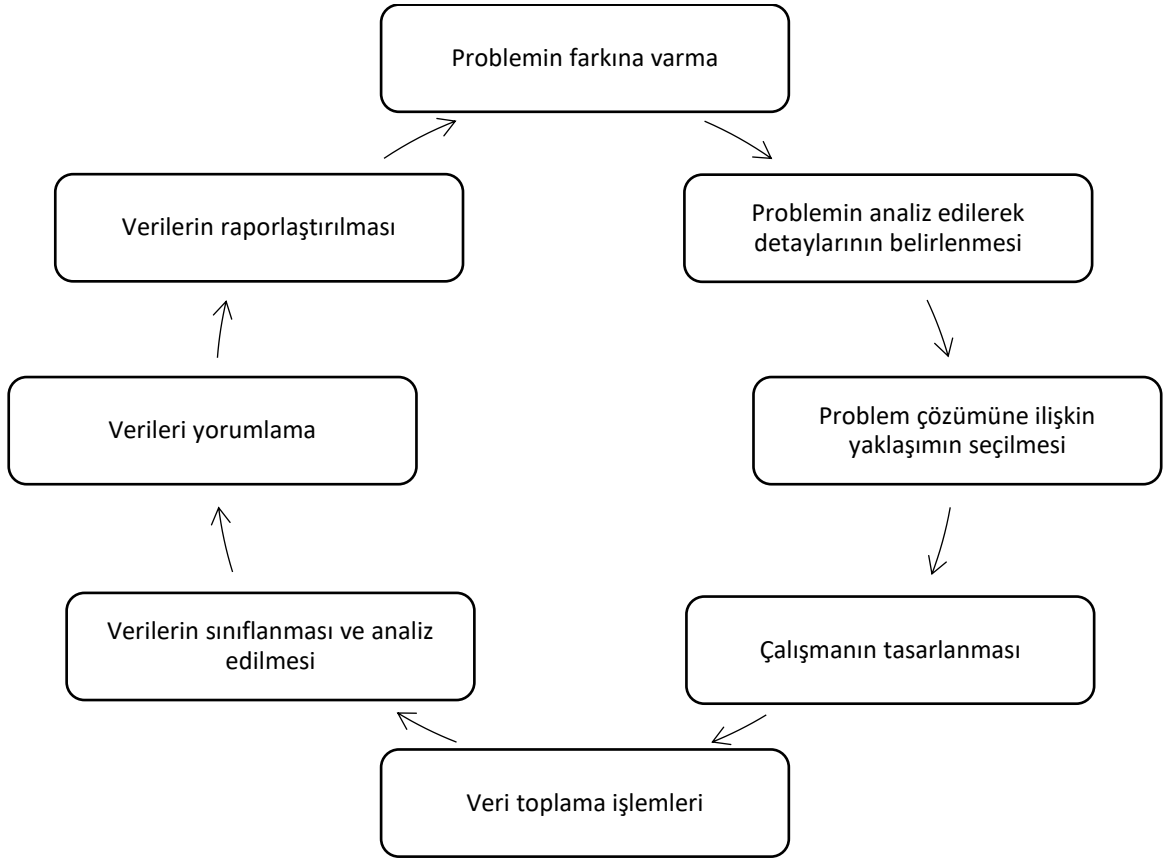 Problemin farkına varma
Problemin analiz edilerek
detaylarının belirlenmesi
Problem çözümüne ilişkin
yaklaşımın seçilmesi
Çalışmanın tasarlanması
Veri toplama işlemleri
Verilerin sınıflanması ve analiz
edilmesi
Verileri yorumlama
Verilerin raporlaştırılması